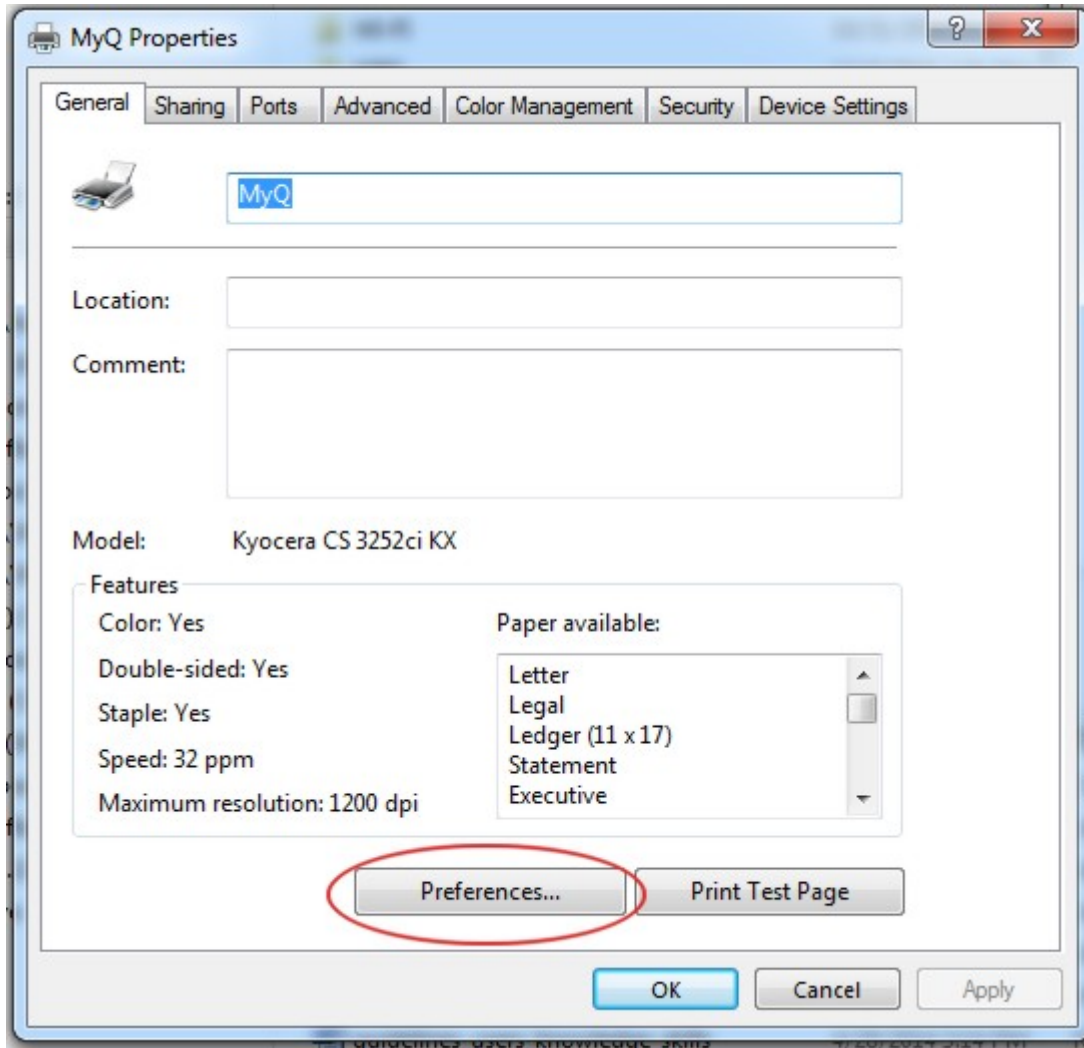 MyQ Properties
General Sharing Ports Advanced Color Management Security Device Settings
MyQ
Location:
Comment:
Model: Kyocera CS 3252ci KX
Features
Color: Yes
Double-sided: Yes
Staple: Yes
Speed: 32 ppm
Maximum resolution: 1200 dpi
Paper available:
Letter
Legal
Ledger (11 x 17)
Statement
Executive
Preferences... Print Test Page
OK Cancel Apply